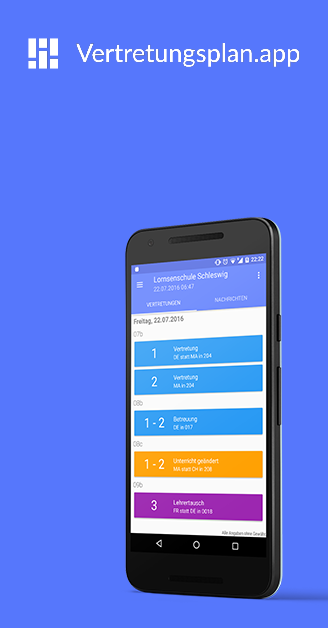 Vertretungsplan.app
22:22
Lornsenschule Schleswig
22.07.2016 06:47
VERTRETUNGEN
NACHRICHTEN
Freitag, 22.07.2016
07b
1
Vertretung
DE statt MA in 204
2
Vertretung
MA in 204
08b
1 - 2
Betreuung
DE in 017
08c
1 - 2
Unterricht geändert
MA statt CH in 208
09b
3
Lehrertausch
FR statt DE in 0018
Alle Angaben ohne Gewähr